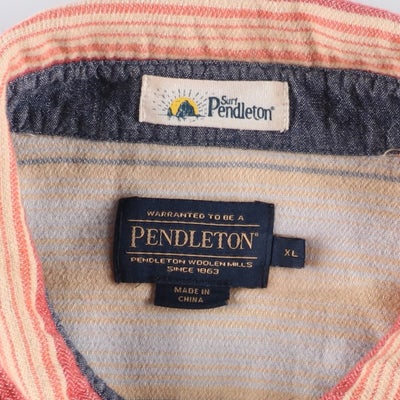 Surf
Pendleton®
WARRANTED TO BE A
PENDLETON®
PENDLETON WOOLEN MILLS
SINCE 1863
XL
MADE IN
CHINA